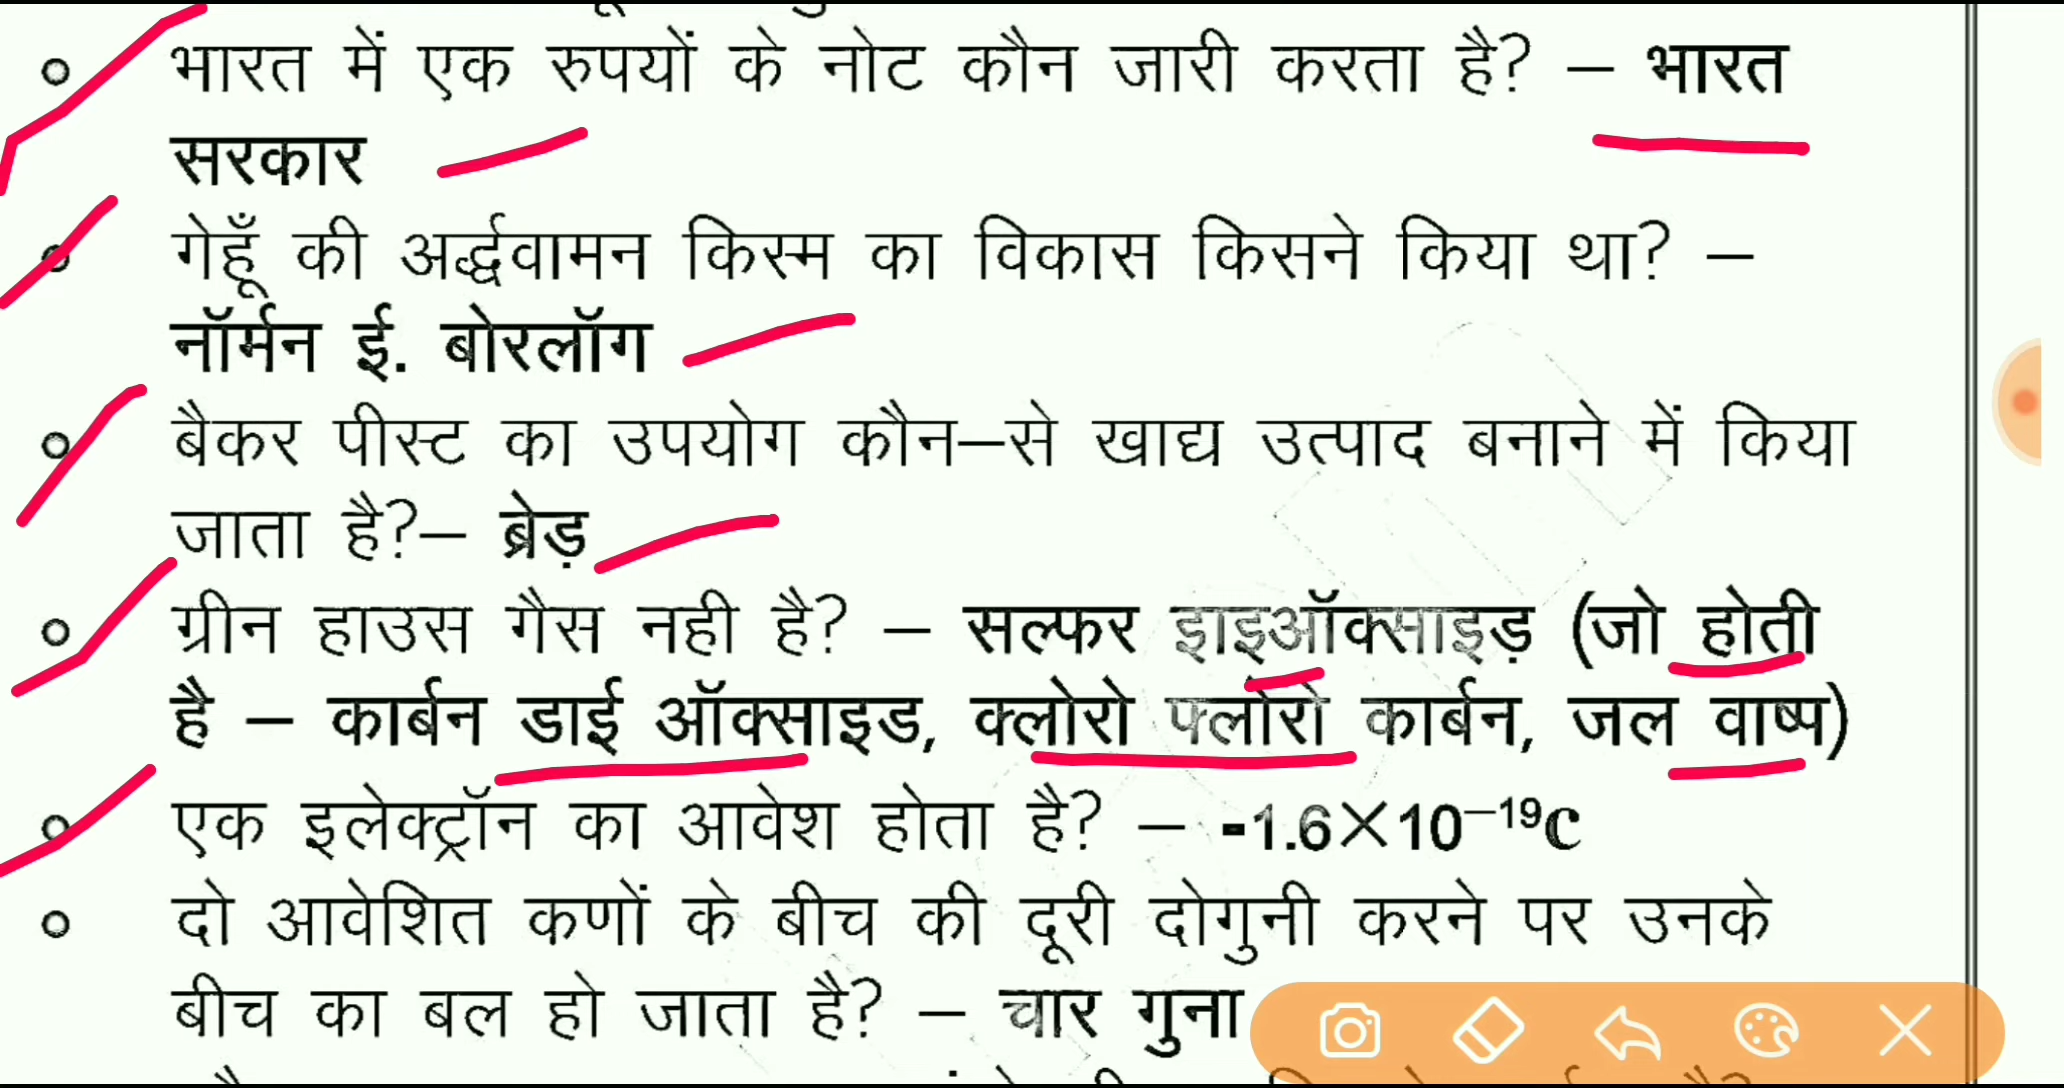 भारत में एक रुपयों के नोट कौन जारी करता है? – भारत
सरकार
गेहूँ की अर्द्धवामन किस्म का विकास किसने किया था? –
नॉर्मन ई. बोरलॉग
बैकर पीस्ट का उपयोग कौन–से खाद्य उत्पाद बनाने में किया
जाता है?– ब्रेड़
ग्रीन हाउस गैस नही है? – सल्फर डाइऑक्साइड़ (जो होती
है – कार्बन डाई ऑक्साइड, क्लोरो फ्लोरो कार्बन, जल वाष्प)
एक इलेक्ट्रॉन का आवेश होता है? – -1.6×10⁻¹⁹C
दो आवेशित कणों के बीच की दूरी दोगुनी करने पर उनके
बीच का बल हो जाता है? – चार गुना